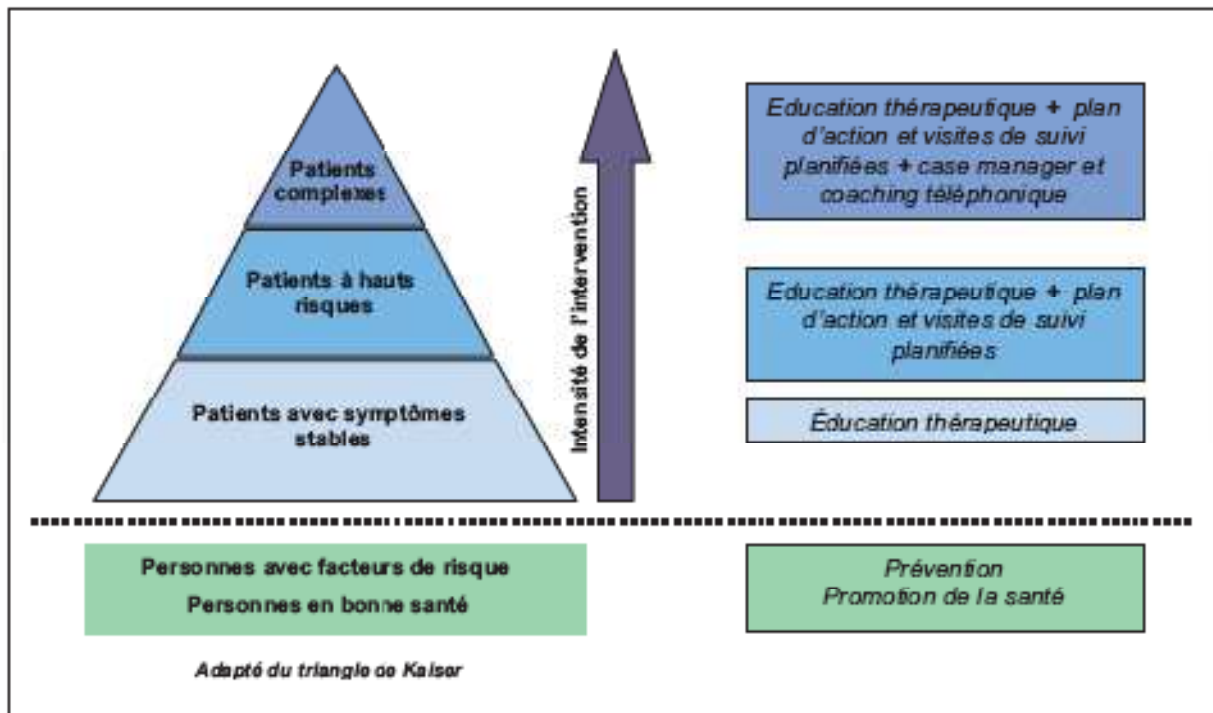 Patients
complexes
Patients à hauts
risques
Patients avec symptômes
stables
Intensité de l'intervention
Education thérapeutique + plan
d'action et visites de suivi
planifiées + case manager et
coaching téléphonique
Education thérapeutique + plan
d'action et visites de suivi
planifiées
Éducation thérapeutique
Personnes avec facteurs de risque
Personnes en bonne santé
Prévention
Promotion de la santé
Adapté du triangle de Kaiser